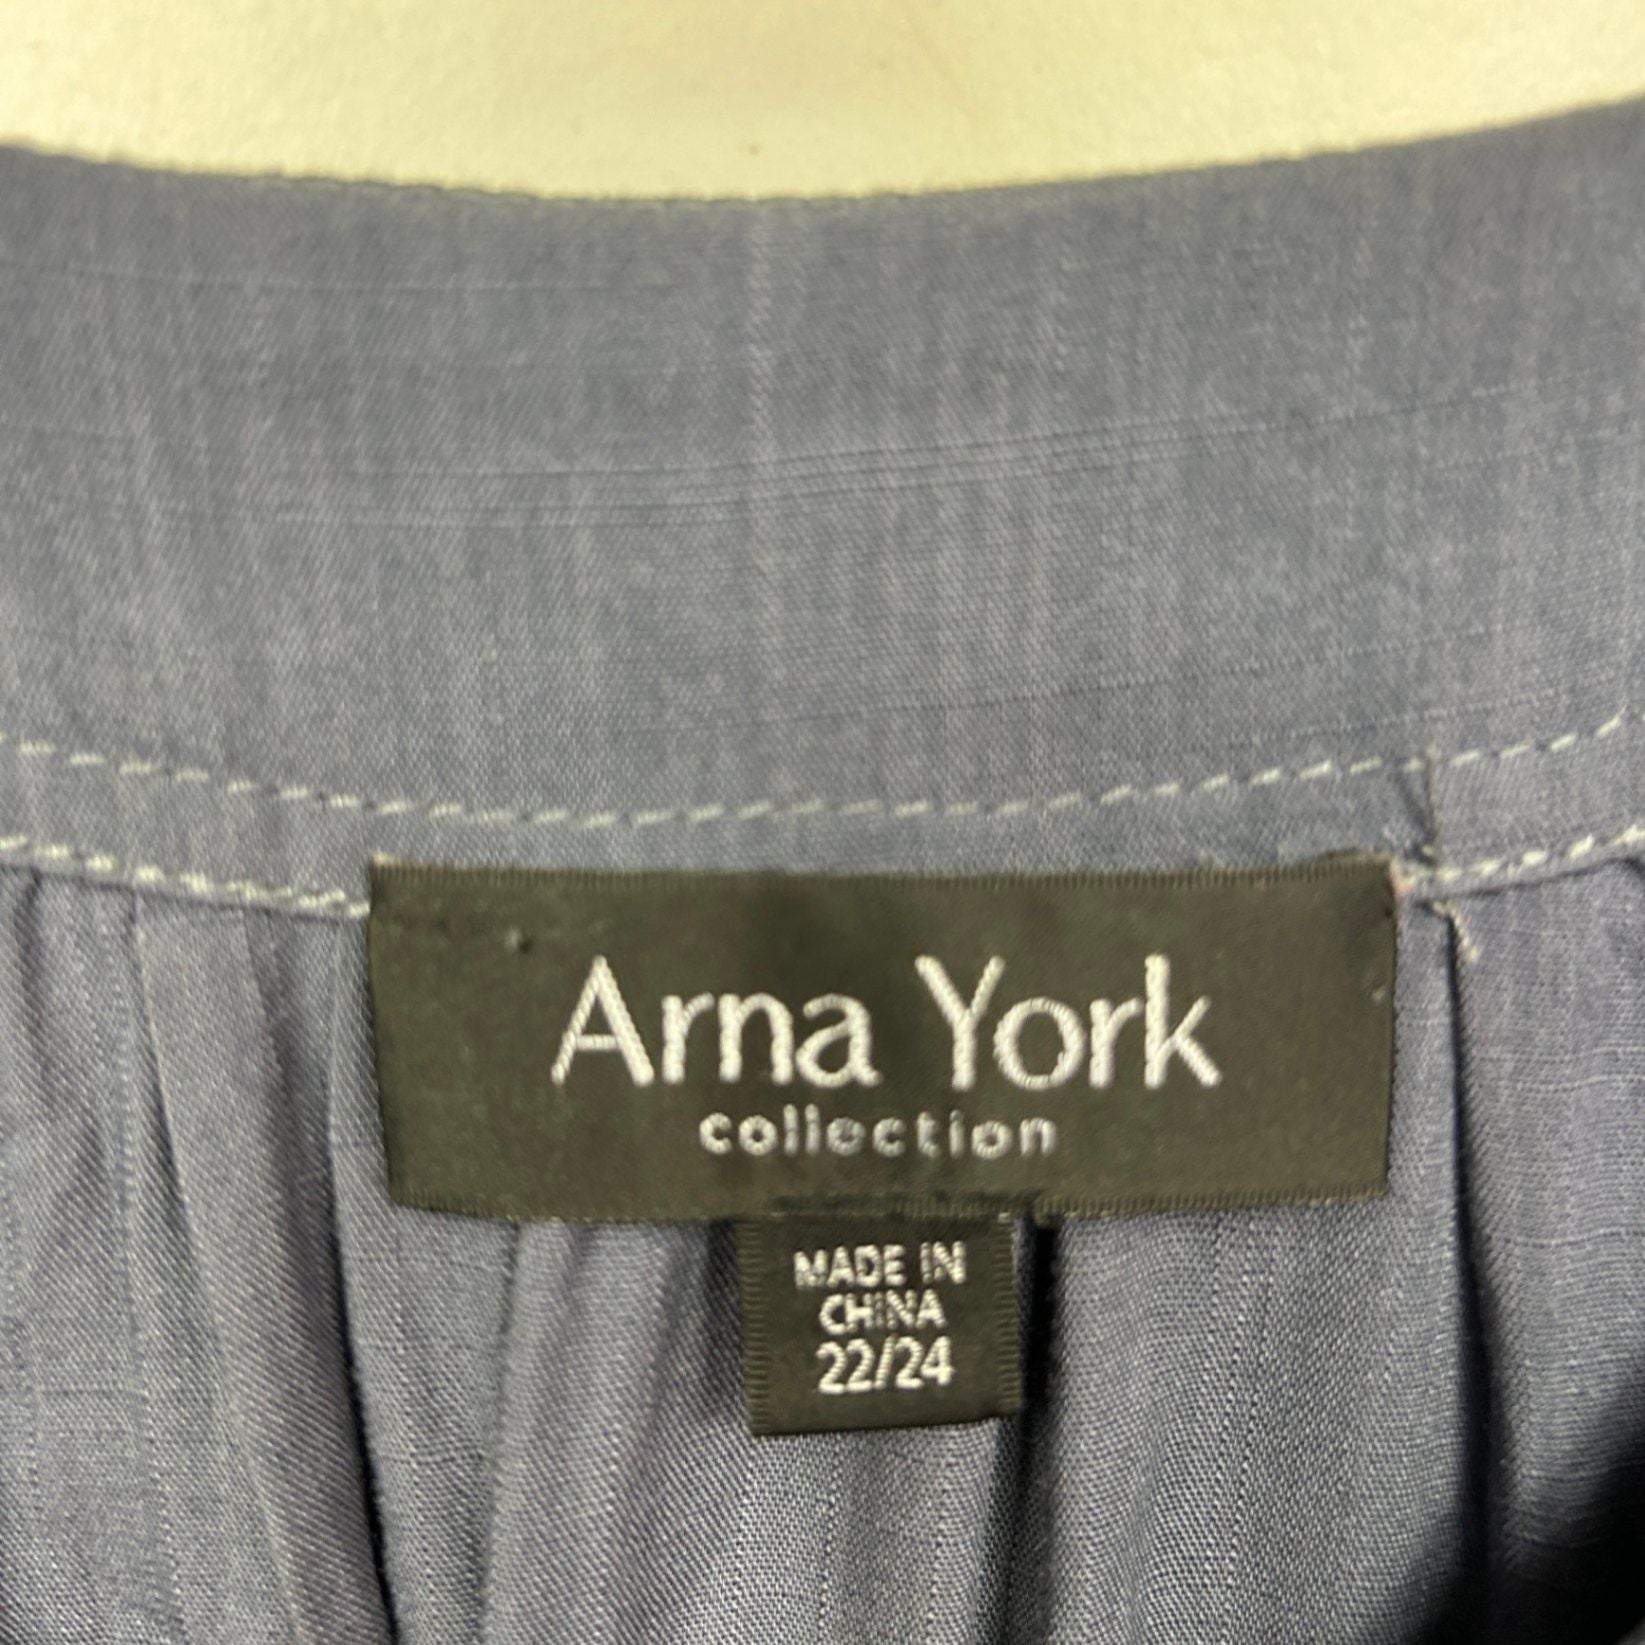 Arna York
collection
MADE IN
CHINA
22/24